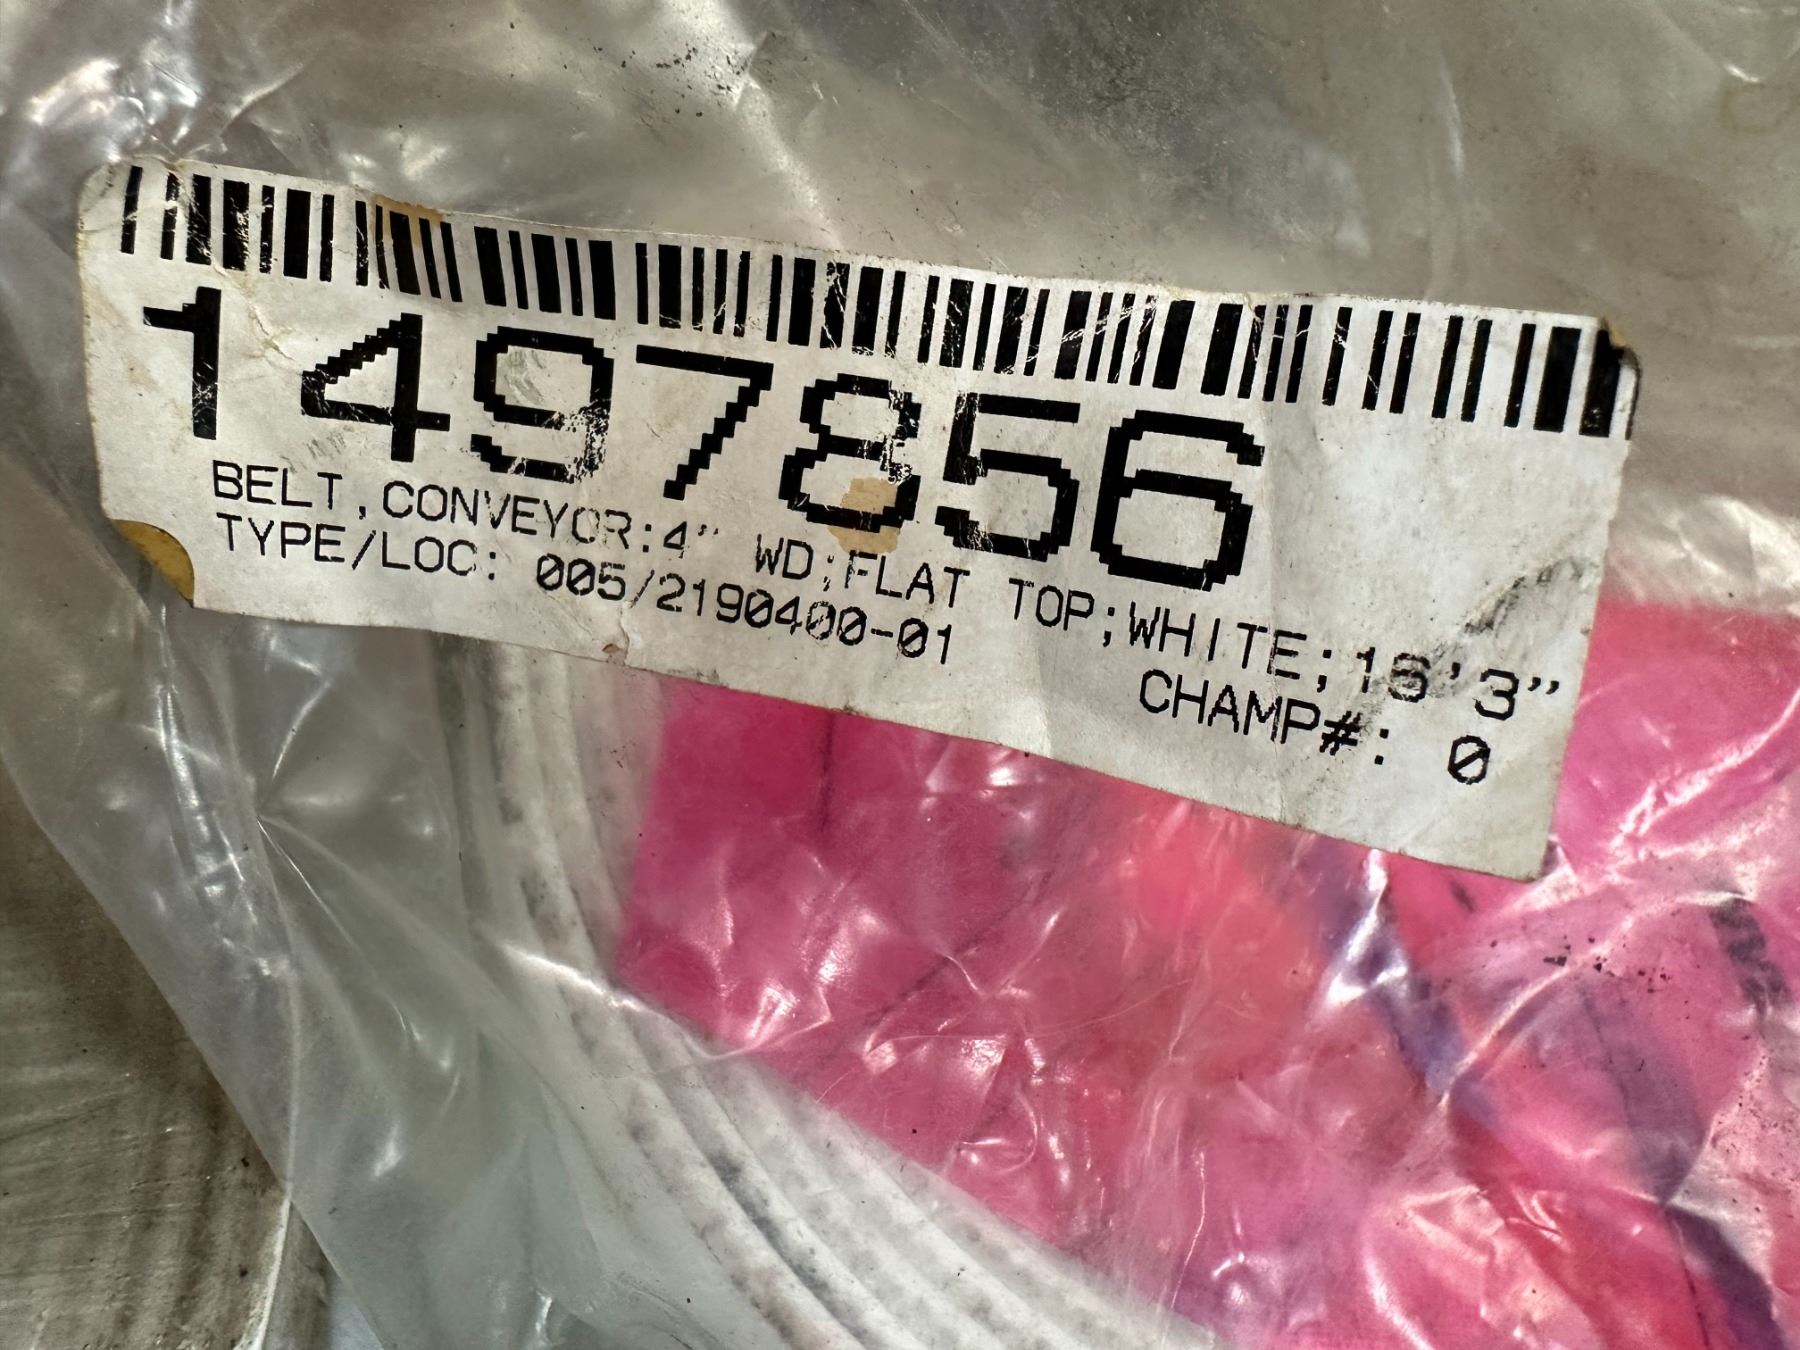 1497856
BELT,CONVEYOR:4" WD;FLAT TOP;WHITE;16'3"
TYPE/LOC: 005/2190400-01
CHAMP#: 0